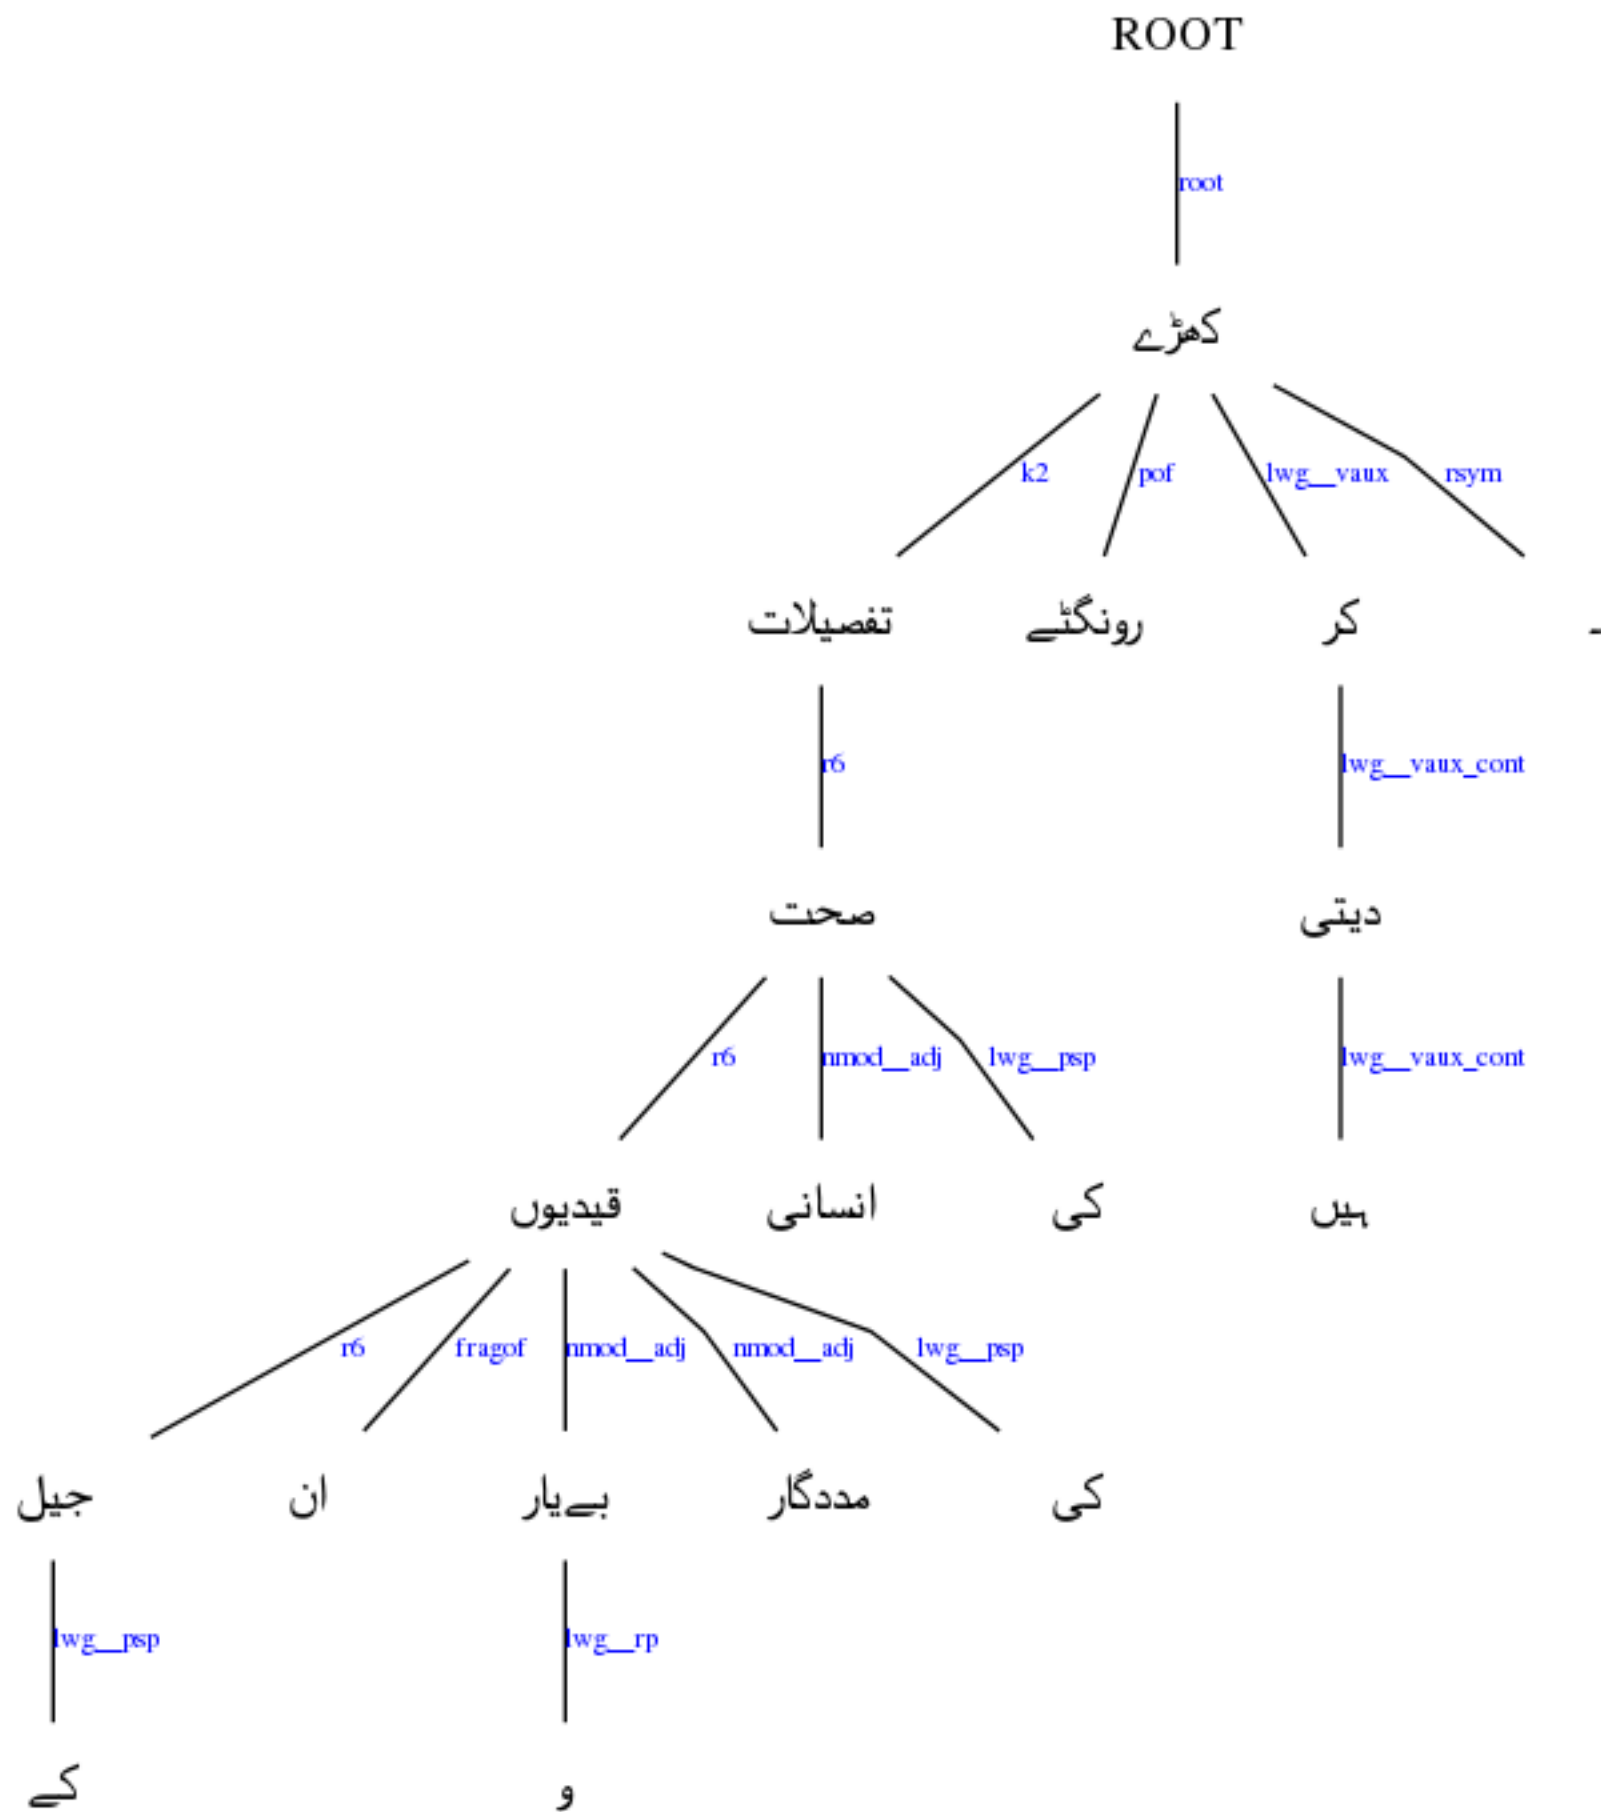 ROOT
root
کھڑے
k2 pof lwg__vaux rsym
تفصیلات رونگٹے کر ۔
r6 lwg__vaux_cont
صحت دیتی
r6 nmod__adj lwg__psp lwg__vaux_cont
قیدیوں انسانی کی ہیں
r6 fragof nmod__adj nmod__adj lwg__psp
جیل ان بےیار مددگار کی
lwg__psp lwg__rp
کے و